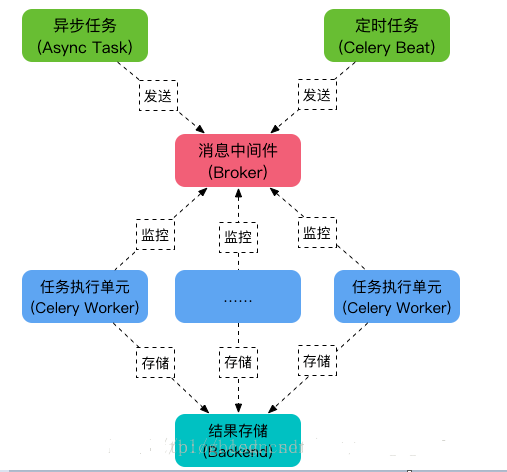 异步任务
(Async Task)
定时任务
(Celery Beat)
发送
发送
消息中间件
(Broker)
监控
监控
监控
任务执行单元
(Celery Worker)
......
任务执行单元
(Celery Worker)
存储
存储
存储
结果存储
(Backend)